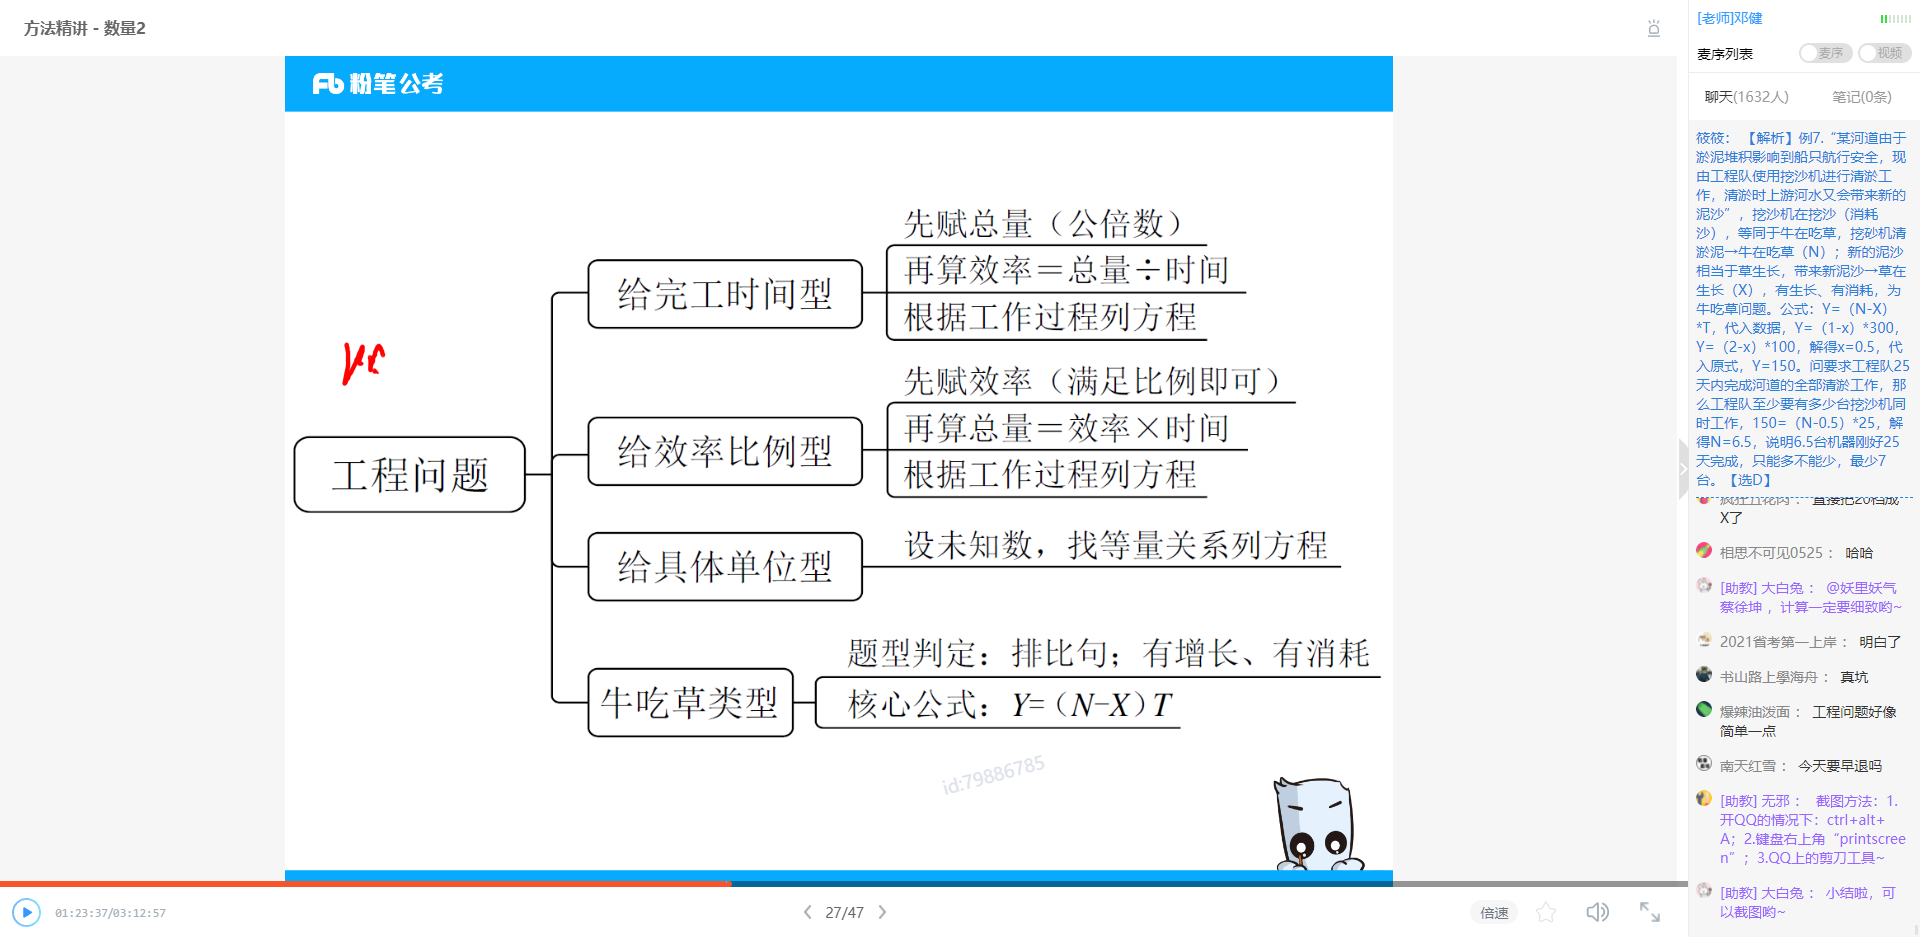 方法精讲 - 数量2
粉笔公考
工程问题
给完工时间型
先赋总量（公倍数）
再算效率＝总量÷时间
根据工作过程列方程
给效率比例型
先赋效率（满足比例即可）
再算总量＝效率×时间
根据工作过程列方程
给具体单位型
设未知数，找等量关系列方程
牛吃草类型
题型判定：排比句；有增长、有消耗
核心公式：Y=（N-X）T
id:79886785
01:23:37/03:12:57
27/47
倍速
[老师]邓健
麦序列表
麦序
视频
聊天(1632人)
笔记(0条)
筱筱：【解析】例7.“某河道由于
淤泥堆积影响到船只航行安全，现
由工程队使用挖沙机进行清淤工
作，清淤时上游河水又会带来新的
泥沙”，挖沙机在挖沙（消耗
沙），等同于牛在吃草，挖砂机清
淤泥→牛在吃草（N）；新的泥沙
相当于草生长，带来新泥沙→草在
生长（X），有生长、有消耗，为
牛吃草问题。公式：Y=（N-X）
*T，代入数据，Y=（1-x）*300，
Y=（2-x）*100，解得x=0.5，代
入原式，Y=150。问要求工程队25
天内完成河道的全部清淤工作，那
么工程队至少要有多少台挖沙机同
时工作，150=（N-0.5）*25，解
得N=6.5，说明6.5台机器刚好25
天完成，只能多不能少，最少7
台。【选D】
X了
相思不可见0525： 哈哈
[助教] 大白兔： @妖里妖气
蔡徐坤 ，计算一定要细致哟~
2021省考第一上岸： 明白了
书山路上學海舟： 真坑
爆辣油泼面： 工程问题好像
简单一点
南天红雪： 今天要早退吗
[助教] 无邪： 截图方法：1.
开QQ的情况下：ctrl+alt+
A；2.键盘右上角“printscree
n”；3.QQ上的剪刀工具~
[助教] 大白兔： 小结啦，可
以截图哟~